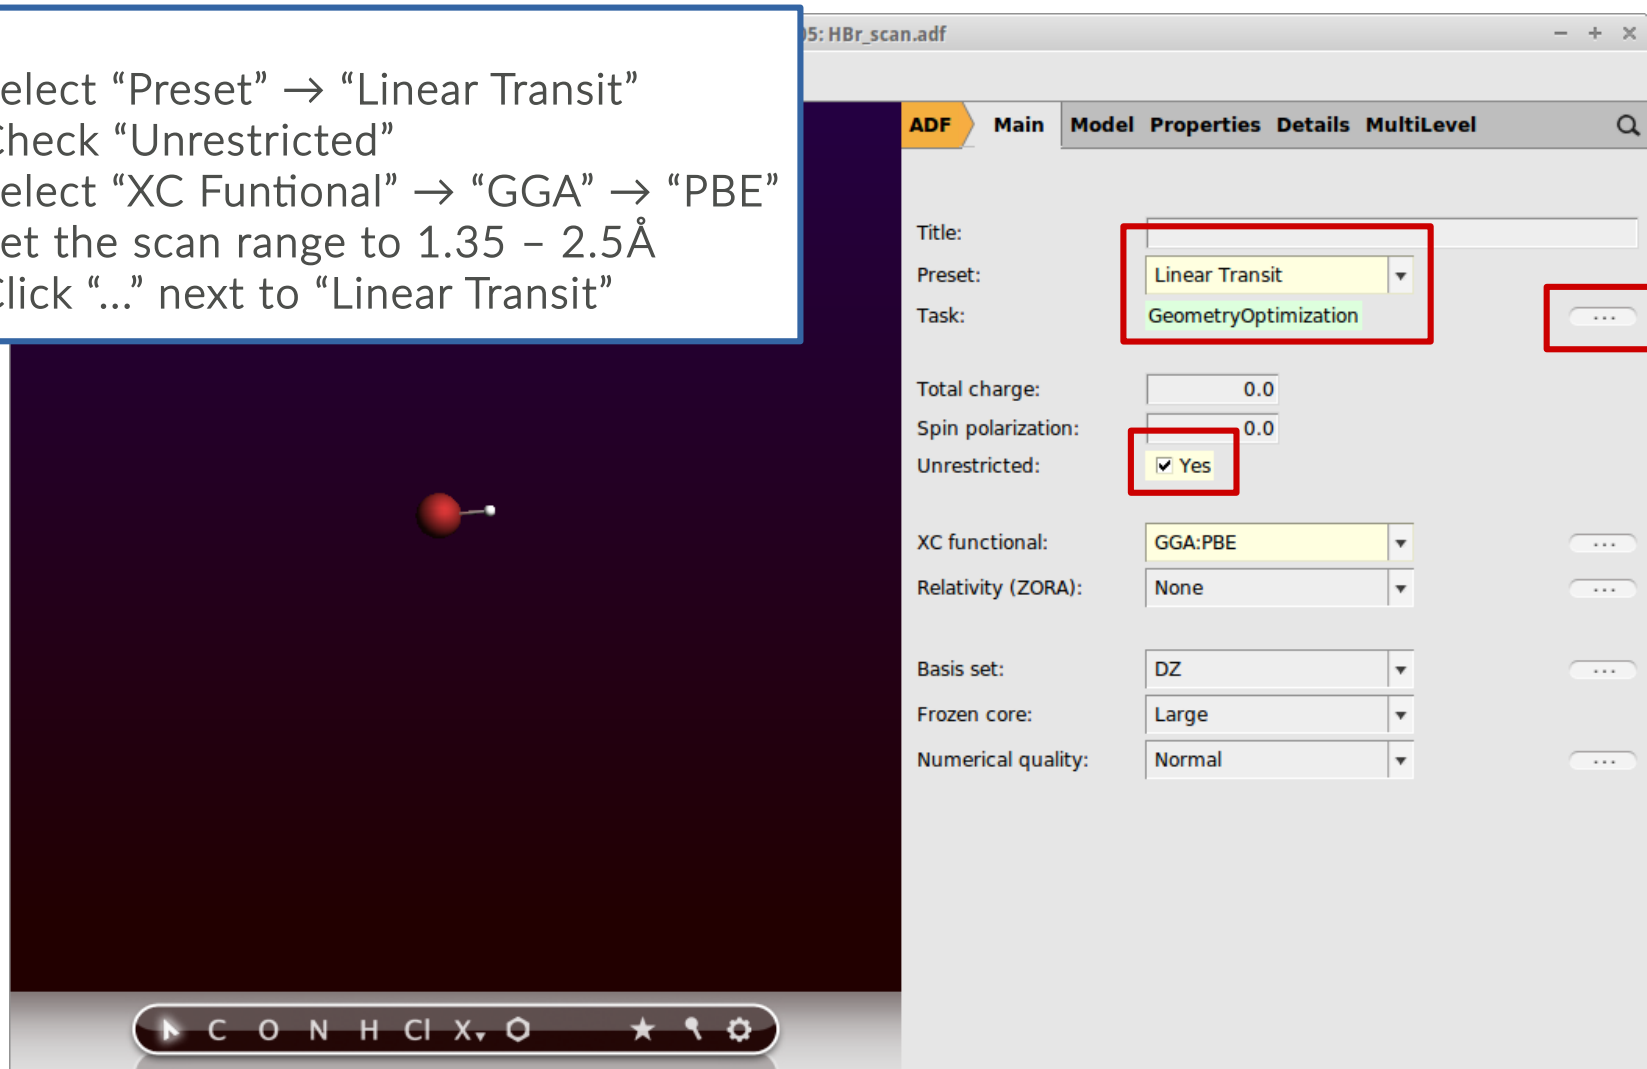 05: HBr_scan.adf
elect “Preset” → “Linear Transit”
Check “Unrestricted”
elect “XC Funtional” → “GGA” → “PBE”
et the scan range to 1.35 – 2.5Å
Click “...” next to “Linear Transit”
ADF Main Model Properties Details MultiLevel
Title:
Preset: Linear Transit
Task: GeometryOptimization ...
Total charge: 0.0
Spin polarization: 0.0
Unrestricted: Yes
XC functional: GGA:PBE ...
Relativity (ZORA): None ...
Basis set: DZ ...
Frozen core: Large
Numerical quality: Normal ...
C O N H Cl X